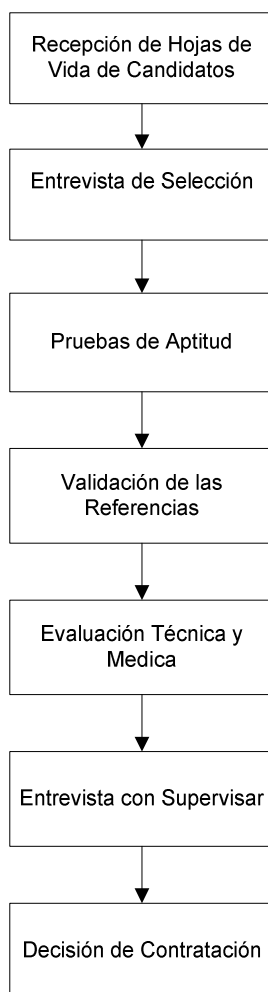 Recepción de Hojas de
Vida de Candidatos
Entrevista de Selección
Pruebas de Aptitud
Validación de las
Referencias
Evaluación Técnica y
Medica
Entrevista con Supervisar
Decisión de Contratación